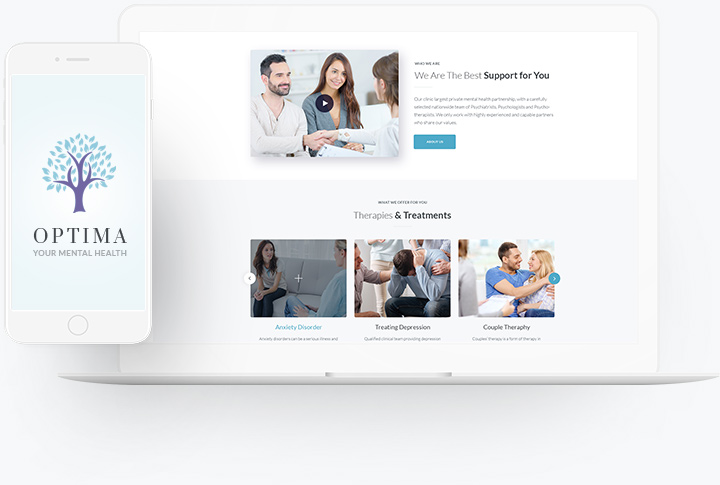 OPTIMA
YOUR MENTAL HEALTH
WHO WE ARE
We Are The Best Support for You
Our clinic largest private mental health partnership, with a carefully
selected nationwide team of Psychiatrists, Psychologists and Psycho-
therapists. We only work with highly experienced and capable partners
who share our values.
ABOUT US
WHAT WE OFFER FOR YOU
Therapies & Treatments
Anxiety Disorder
Anxiety disorders can be a serious illness and
Treating Depression
Qualified clinical team providing depression
Couple Theraphy
Couples' therapy is a form of therapy in